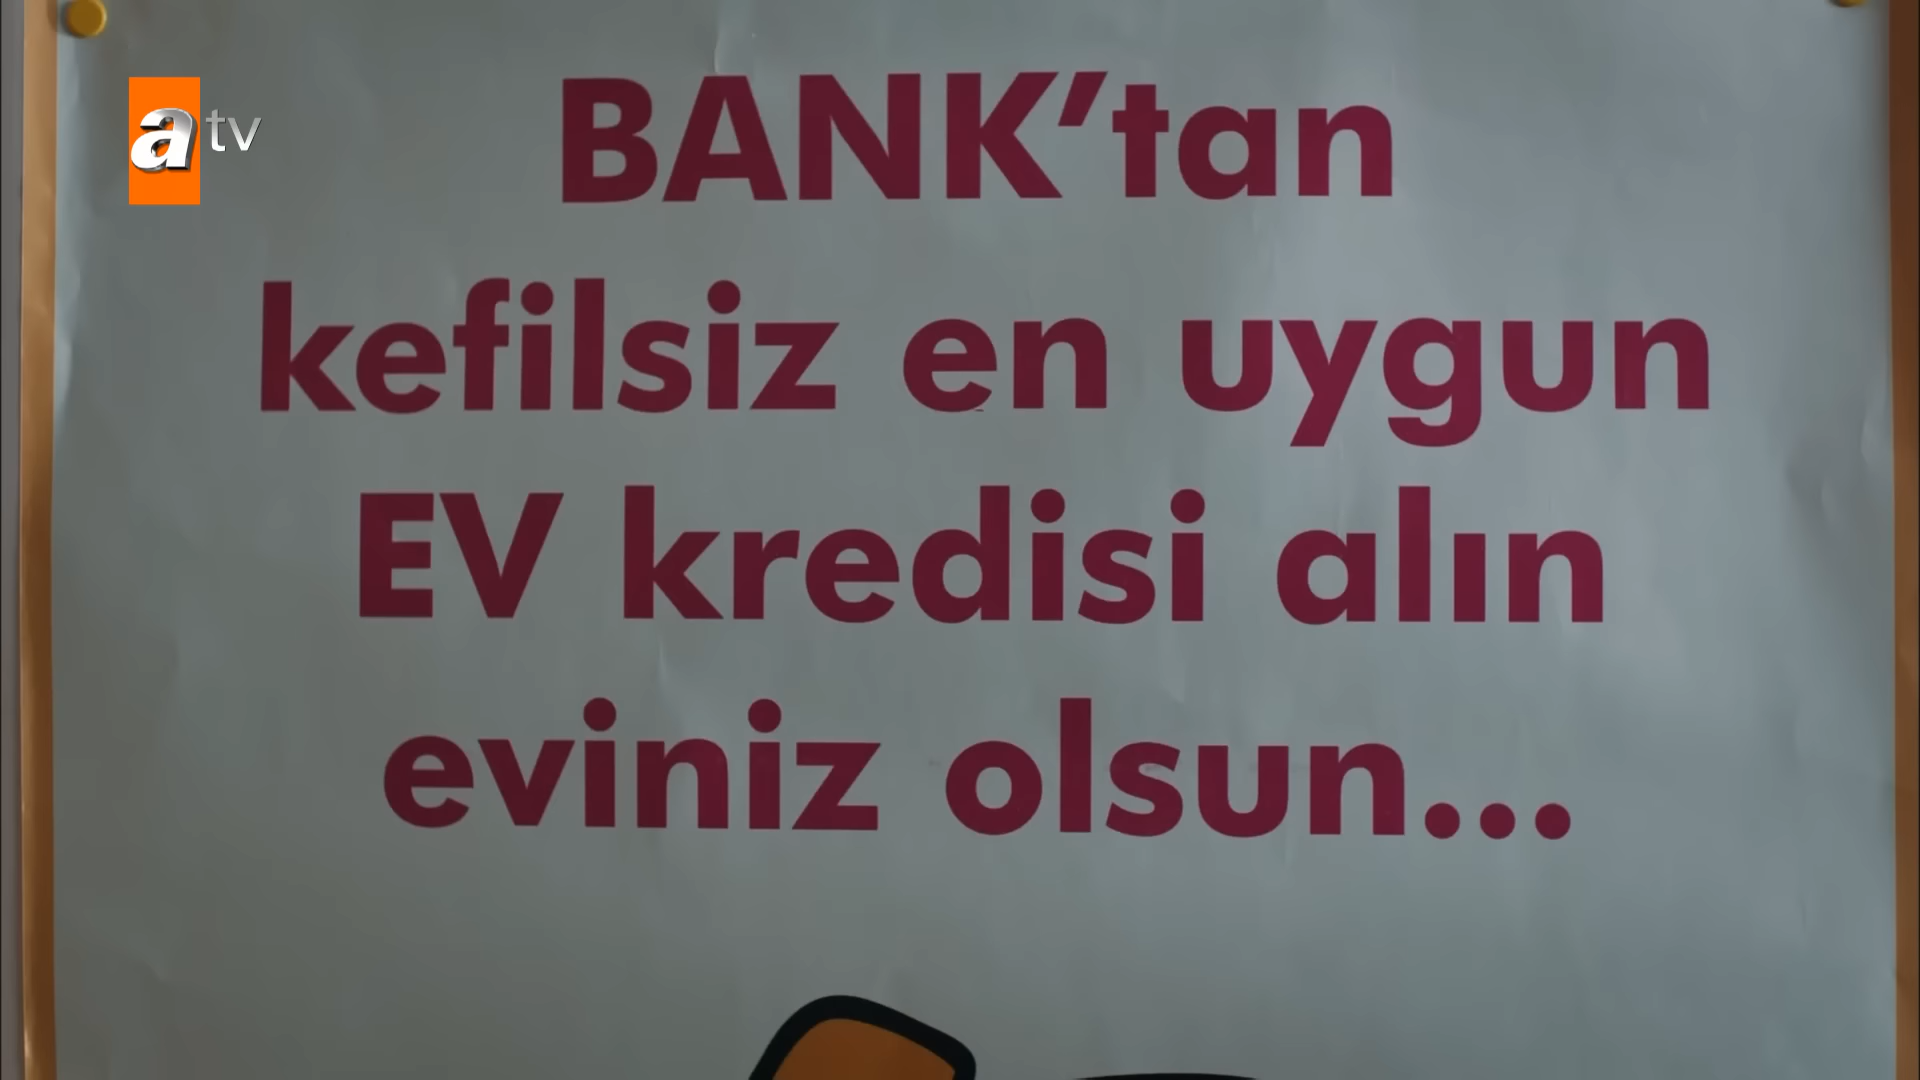 atv
BANK’tan
kefilsiz en uygun
EV kredisi alın
eviniz olsun...